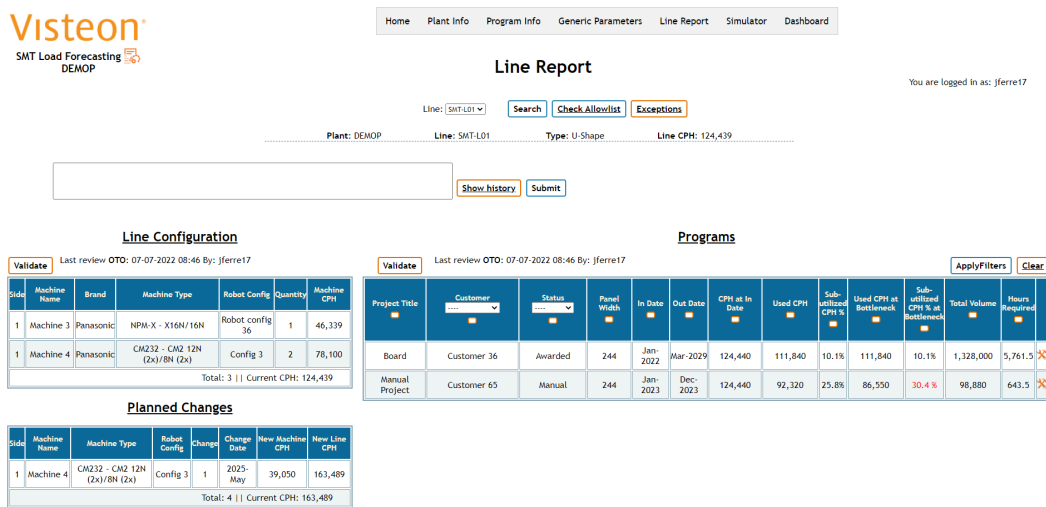 Visteon
SMT Load Forecasting
DEMOP
Home Plant Info Program Info Generic Parameters Line Report Simulator Dashboard
Line Report
You are logged in as: jferre17
Line: SMT-L01 Search Check Allowlist Exceptions
Plant: DEMOP Line: SMT-L01 Type: U-Shape Line CPH: 124,439
Show history Submit
Line Configuration
Validate Last review OTO: 07-07-2022 08:46 By: jferre17
Side Machine Name Brand Machine Type Robot Config Quantity Machine CPH
1 Machine 3 Panasonic NPM-X - X16N/16N Robot config 36 1 46,339
1 Machine 4 Panasonic CM232 - CM2 12N (2x)/8N (2x) Config 3 2 78,100
Total: 3 || Current CPH: 124,439
Planned Changes
Side Machine Name Machine Type Robot Config Change Change Date New Machine CPH New Line CPH
1 Machine 4 CM232 - CM2 12N (2x)/8N (2x) Config 3 1 2025-May 39,050 163,489
Total: 4 || Current CPH: 163,489
Programs
Validate Last review OTO: 07-07-2022 08:46 By: jferre17 ApplyFilters Clear
Project Title Customer ---- Status ---- Panel Width In Date Out Date CPH at In Date Used CPH Sub-utilized CPH % Used CPH at Bottleneck Sub-utilized CPH % at Bottleneck Total Volume Hours Required
Board Customer 36 Awarded 244 Jan-2022 Mar-2029 124,440 111,840 10.1% 111,840 10.1% 1,328,000 5,761.5
Manual Project Customer 65 Manual 244 Jan-2023 Dec-2023 124,440 92,320 25.8% 86,550 30.4 % 98,880 643.5